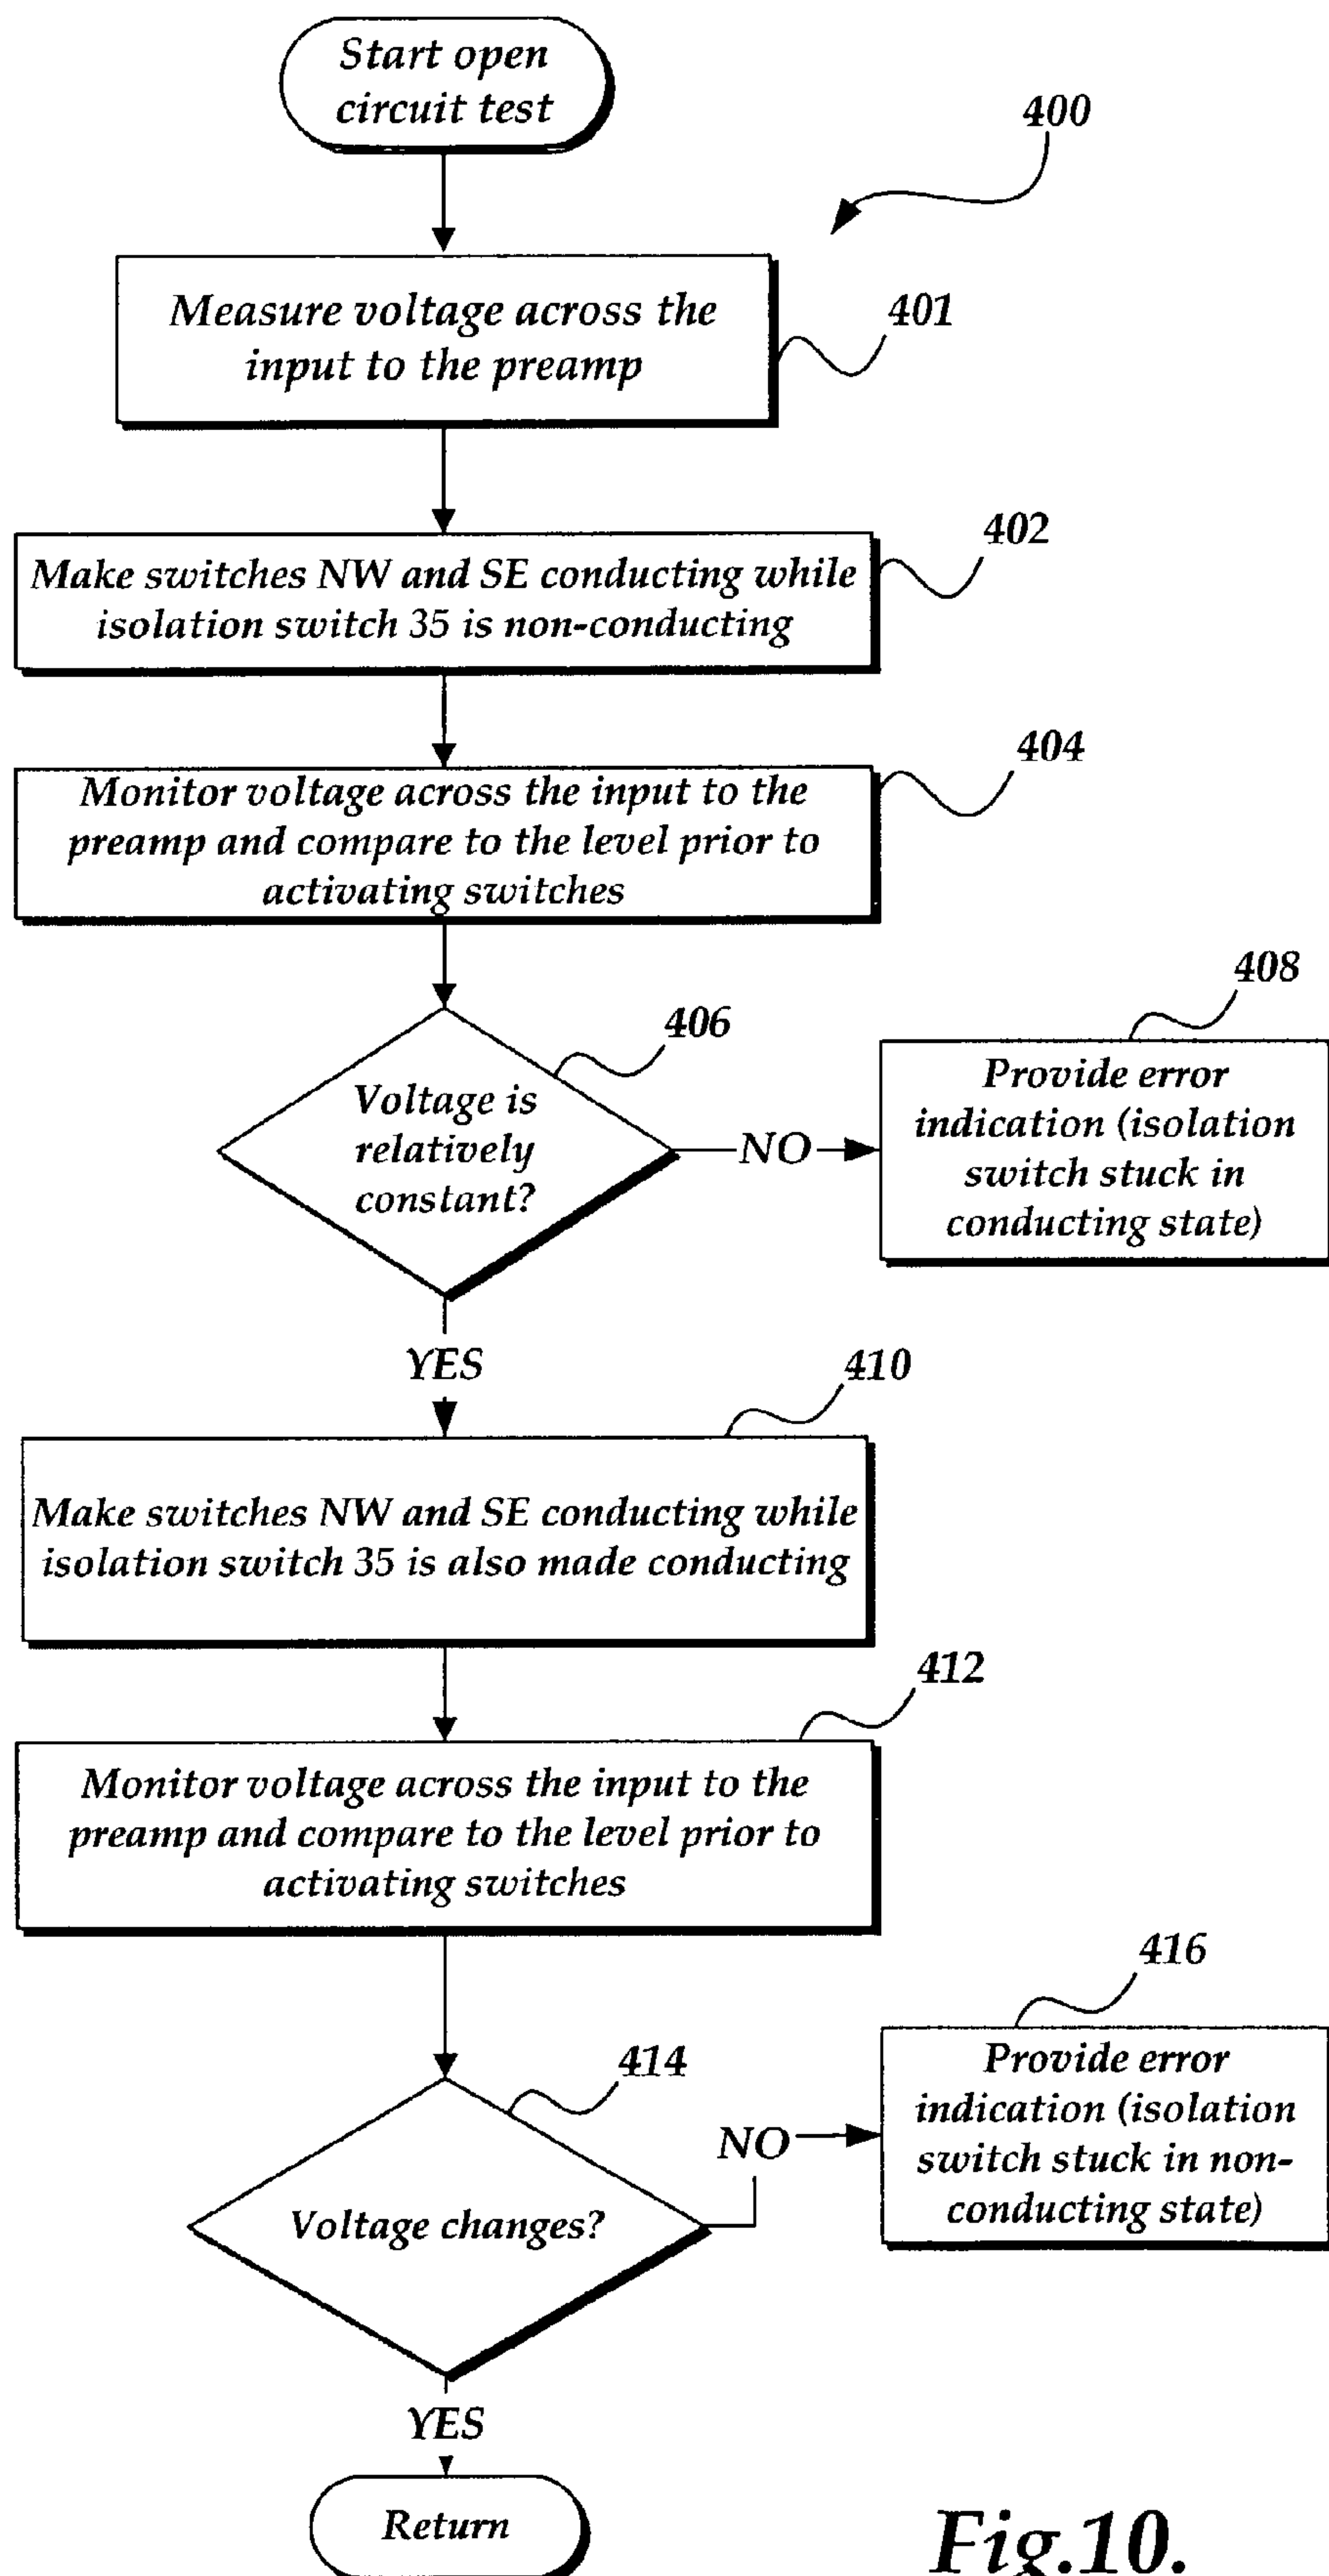 Start open
circuit test
400
Measure voltage across the
input to the preamp
401
402
Make switches NW and SE conducting while
isolation switch 35 is non-conducting
404
Monitor voltage across the input to the
preamp and compare to the level prior to
activating switches
406
Voltage is
relatively
constant?
NO
408
Provide error
indication (isolation
switch stuck in
conducting state)
YES
410
Make switches NW and SE conducting while
isolation switch 35 is also made conducting
412
Monitor voltage across the input to the
preamp and compare to the level prior to
activating switches
414
Voltage changes?
NO
416
Provide error
indication (isolation
switch stuck in non-
conducting state)
YES
Return
Fig.10.